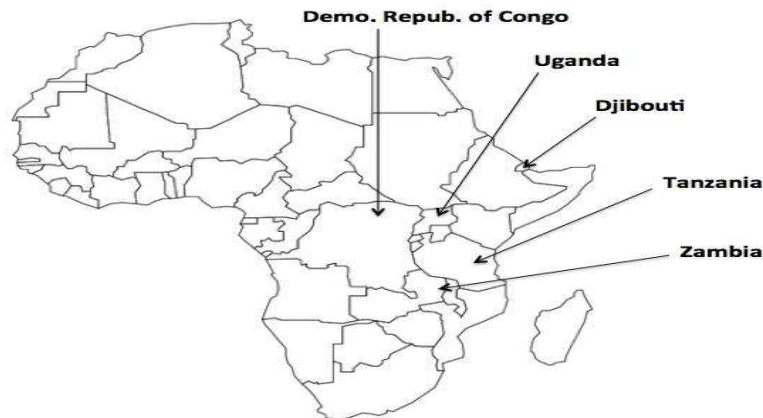 Demo. Repub. of Congo
Uganda
Djibouti
Tanzania
Zambia